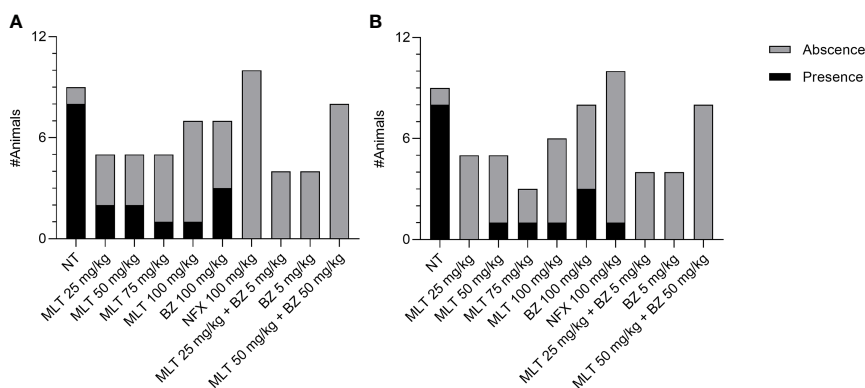 A
12
6
0
#Animals
NT
MLT 25 mg/kg
MLT 50 mg/kg
MLT 75 mg/kg
MLT 100 mg/kg
BZ 100 mg/kg
NFX 100 mg/kg
MLT 25 mg/kg + BZ 5 mg/kg
BZ 5 mg/kg
MLT 50 mg/kg + BZ 50 mg/kg
B
12
6
0
#Animals
NT
MLT 25 mg/kg
MLT 50 mg/kg
MLT 75 mg/kg
MLT 100 mg/kg
BZ 100 mg/kg
NFX 100 mg/kg
MLT 25 mg/kg + BZ 5 mg/kg
BZ 5 mg/kg
MLT 50 mg/kg + BZ 50 mg/kg
Abscence
Presence